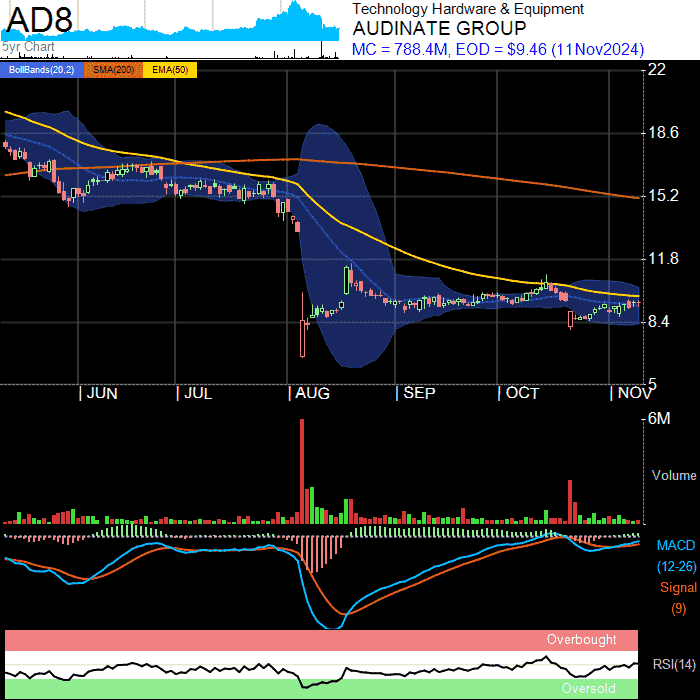 AD8
Technology Hardware & Equipment
AUDINATE GROUP
MC = 788.4M, EOD = $9.46 (11Nov2024)
5yr Chart
BollBands(20,2) SMA(200) EMA(50)
22
18.6
15.2
11.8
8.4
5
| JUN | JUL | AUG | SEP | OCT | NOV
6M
Volume
MACD
(12-26)
Signal
(9)
Overbought
RSI(14)
Oversold